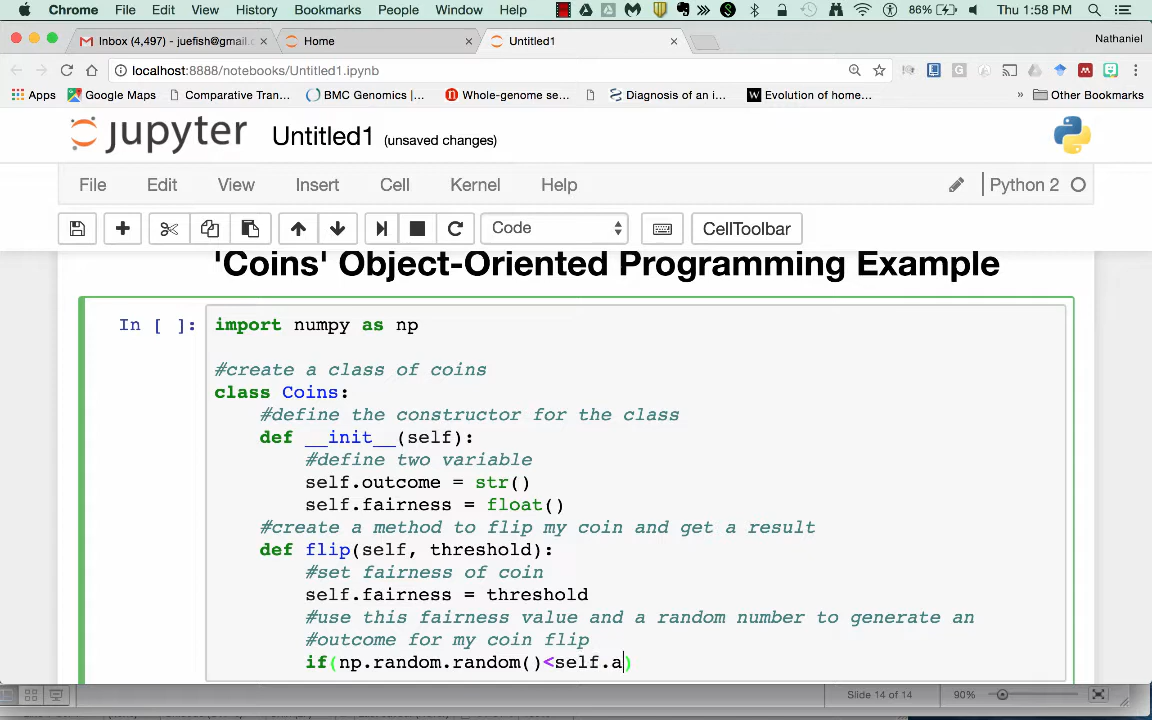 Chrome File Edit View History Bookmarks People Window Help 86% Thu 1:58 PM
Inbox (4,497) - juefish@gmail.c Home Untitled1 Nathaniel
localhost:8888/notebooks/Untitled1.ipynb
Apps Google Maps Comparative Tran... BMC Genomics |... Whole-genome se... Diagnosis of an i... Evolution of home... » Other Bookmarks
jupyter Untitled1 (unsaved changes)
File Edit View Insert Cell Kernel Help Python 2
Code CellToolbar
'Coins' Object-Oriented Programming Example
In [ ]: import numpy as np
#create a class of coins
class Coins:
#define the constructor for the class
def __init__(self):
#define two variable
self.outcome = str()
self.fairness = float()
#create a method to flip my coin and get a result
def flip(self, threshold):
#set fairness of coin
self.fairness = threshold
#use this fairness value and a random number to generate an
#outcome for my coin flip
if(np.random.random()<self.a)
Slide 14 of 14 90%